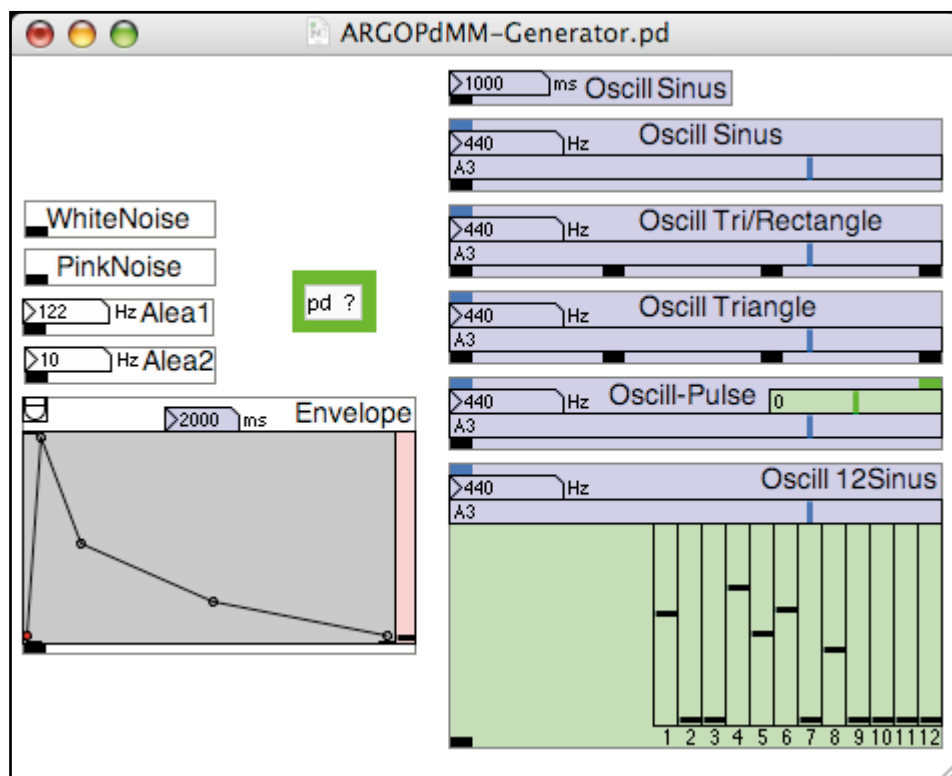 ARGOPdMM-Generator.pd
1000 ms Oscill Sinus
440 Hz Oscill Sinus
A3
440 Hz Oscill Tri/Rectangle
A3
440 Hz Oscill Triangle
A3
440 Hz Oscill-Pulse 0
A3
440 Hz Oscill 12Sinus
A3
1 2 3 4 5 6 7 8 9 10 11 12
WhiteNoise
PinkNoise
122 Hz Alea1
10 Hz Alea2
2000 ms Envelope
pd ?